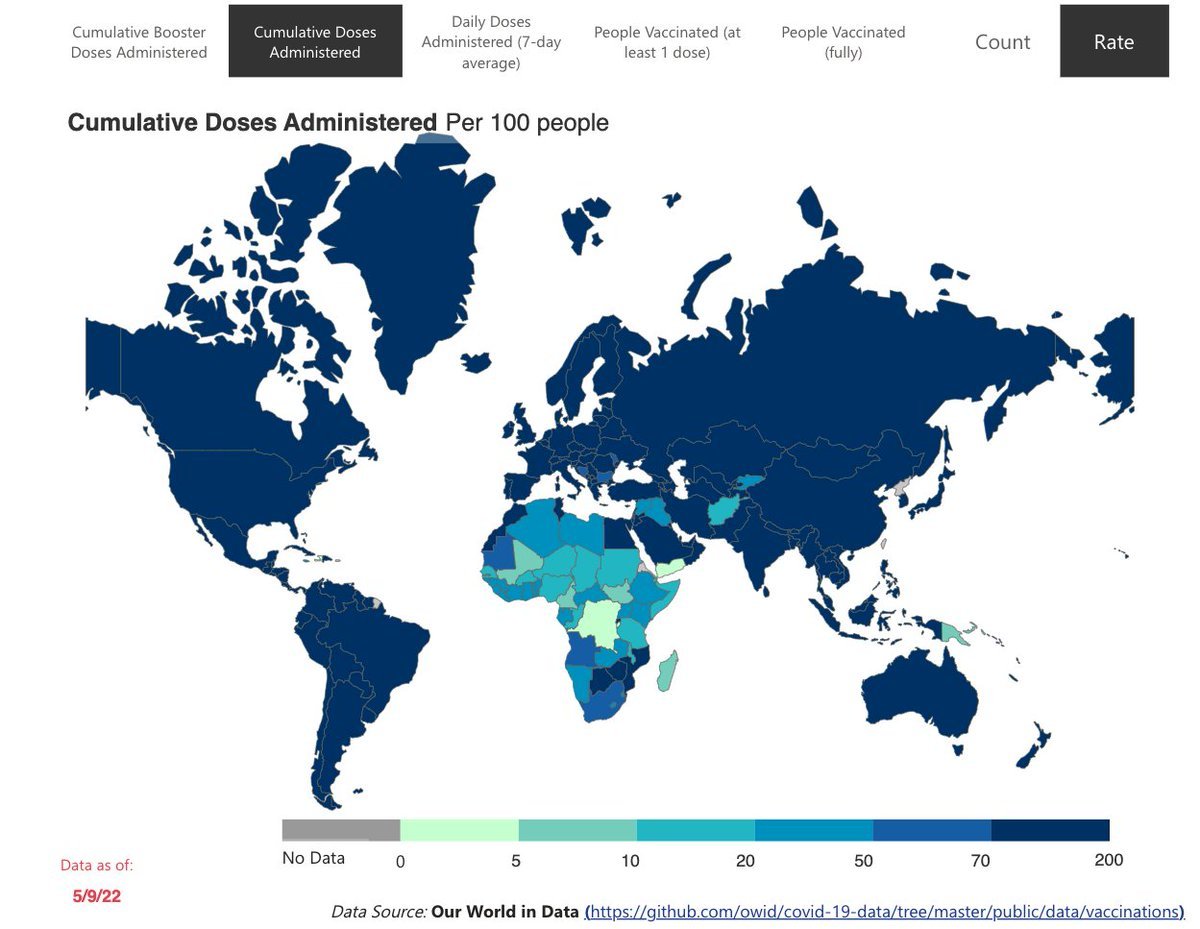 Cumulative Booster
Doses Administered
Cumulative Doses
Administered
Daily Doses
Administered (7-day
average)
People Vaccinated (at
least 1 dose)
People Vaccinated
(fully)
Count
Rate
Cumulative Doses Administered Per 100 people
No Data
0
5
10
20
50
70
200
Data as of:
5/9/22
Data Source: Our World in Data (https://github.com/owid/covid-19-data/tree/master/public/data/vaccinations)